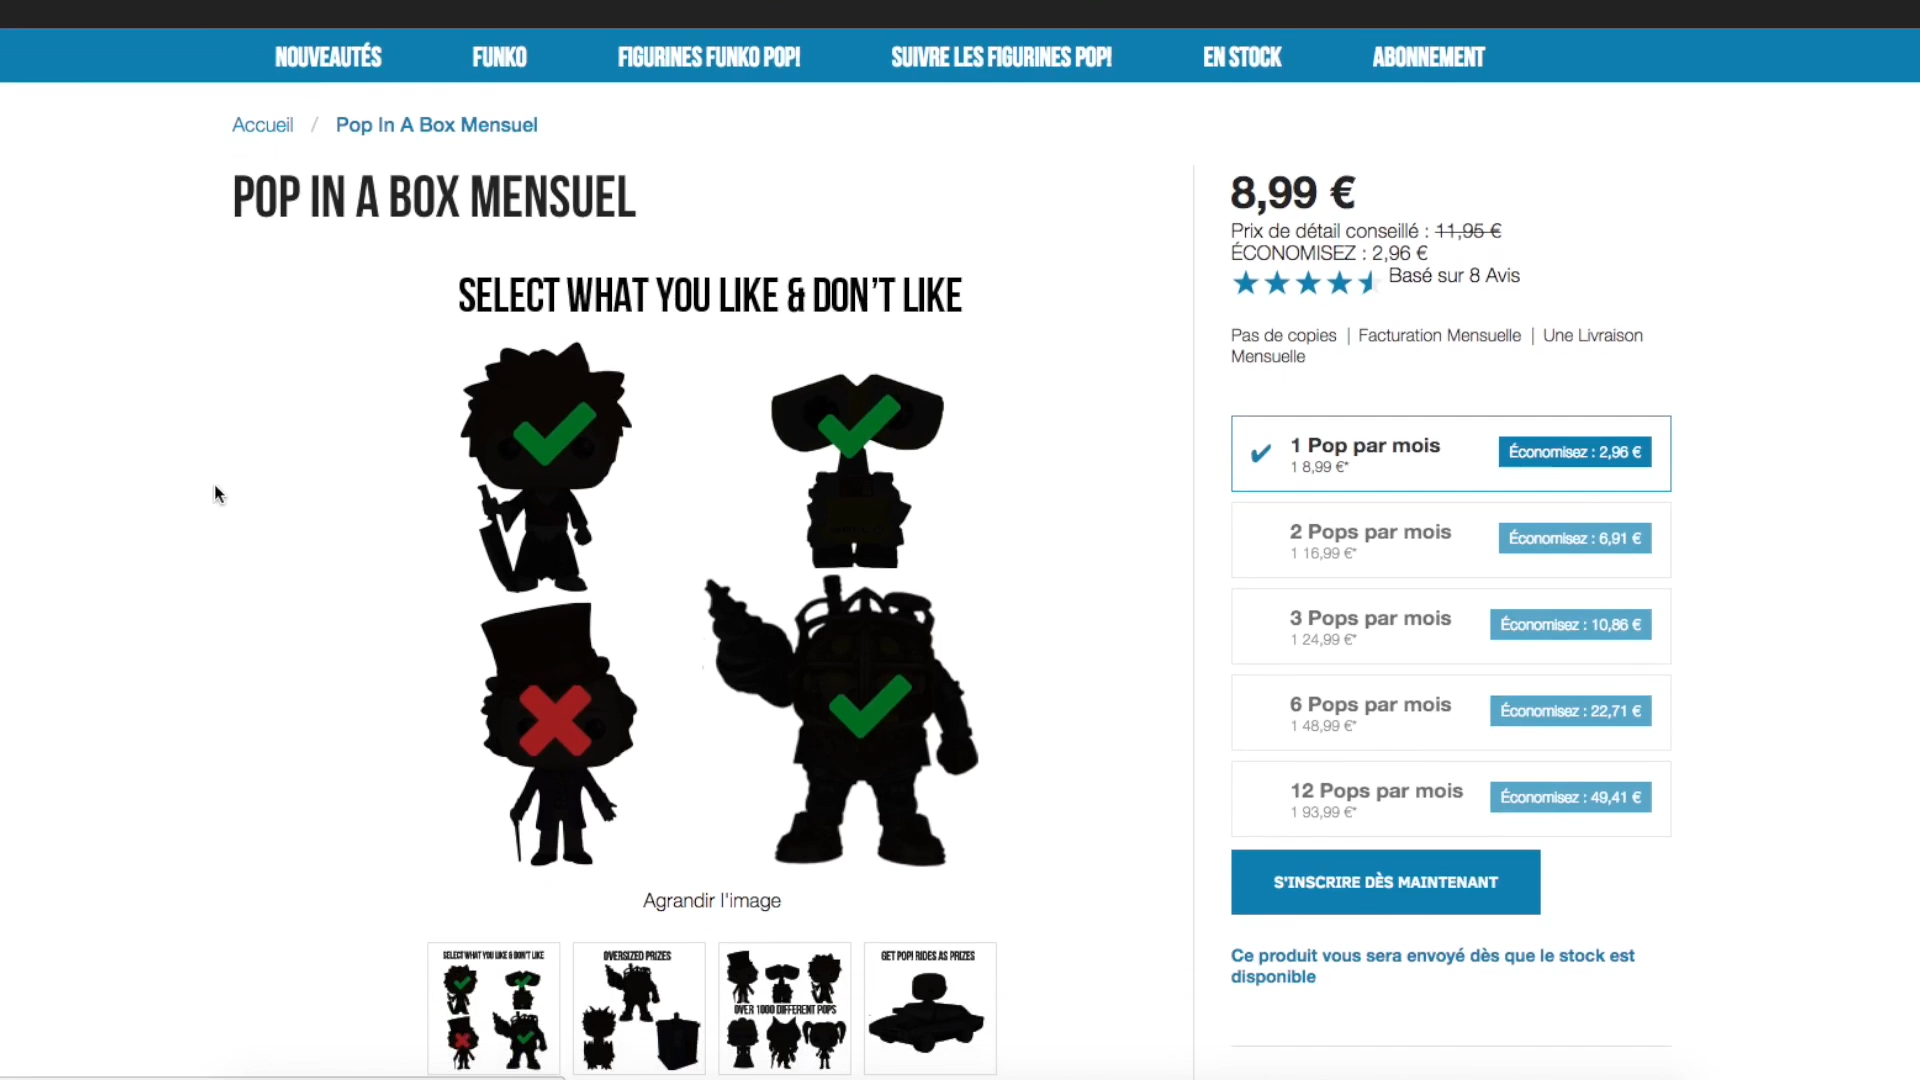 NOUVEAUTÉS FUNKO FIGURINES FUNKO POP! SUIVRE LES FIGURINES POP! EN STOCK ABONNEMENT
Accueil / Pop In A Box Mensuel
POP IN A BOX MENSUEL
SELECT WHAT YOU LIKE & DON'T LIKE
Agrandir l'image
SELECT WHAT YOU LIKE & DON'T LIKE
OVERSIZED PRIZES
OVER 1000 DIFFERENT POPS
GET POP! RIDES AS PRIZES
8,99 €
Prix de détail conseillé : 11,95 €
ÉCONOMISEZ : 2,96 €
Basé sur 8 Avis
Pas de copies | Facturation Mensuelle | Une Livraison
Mensuelle
1 Pop par mois
1 8,99 €*
Économisez : 2,96 €
2 Pops par mois
1 16,99 €*
Économisez : 6,91 €
3 Pops par mois
1 24,99 €*
Économisez : 10,86 €
6 Pops par mois
1 48,99 €*
Économisez : 22,71 €
12 Pops par mois
1 93,99 €*
Économisez : 49,41 €
S'INSCRIRE DÈS MAINTENANT
Ce produit vous sera envoyé dès que le stock est
disponible